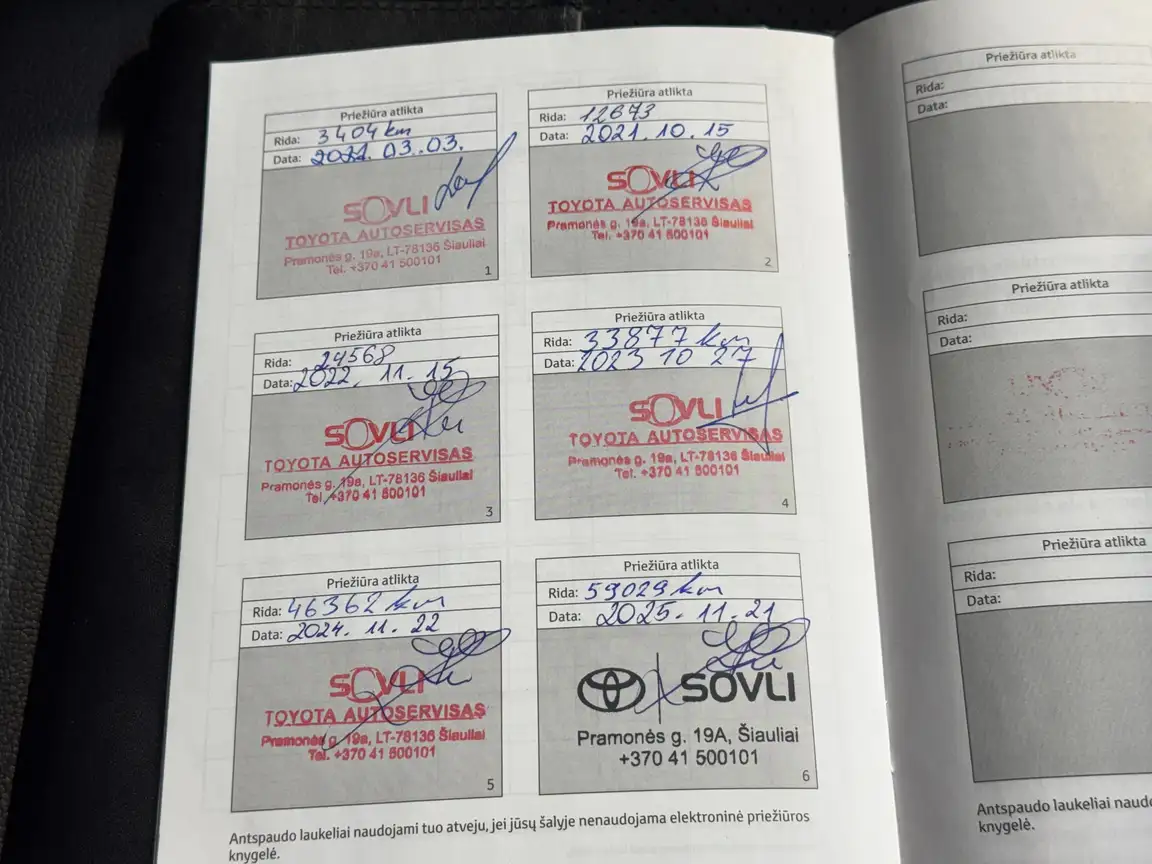 Priežiūra atlikta
Rida: 3404 km
Data: 2021. 03. 03.
SOVLI
TOYOTA AUTOSERVISAS
Pramonės g. 19a, LT-78136 Šiauliai
Tel. +370 41 500101
1
Priežiūra atlikta
Rida: 12673
Data: 2021.10.15
SOVLI
TOYOTA AUTOSERVISAS
Pramonės g. 19a, LT-78136 Šiauliai
Tel. +370 41 500101
2
Priežiūra atlikta
Rida: 24568
Data: 2022. 11. 15
SOVLI
TOYOTA AUTOSERVISAS
Pramonės g. 19a, LT-78136 Šiauliai
Tel. +370 41 500101
3
Priežiūra atlikta
Rida: 33877 km
Data: 2023 10 27
SOVLI
TOYOTA AUTOSERVISAS
Pramonės g. 19a, LT-78136 Šiauliai
Tel. +370 41 500101
4
Priežiūra atlikta
Rida: 46362 km
Data: 2024. 11. 22
SOVLI
TOYOTA AUTOSERVISAS
Pramonės g. 19a, LT-78136 Šiauliai
Tel. +370 41 500101
5
Priežiūra atlikta
Rida: 59029 km
Data: 2025. 11. 21
SOVLI
Pramonės g. 19A, Šiauliai
+370 41 500101
6
Antspaudo laukeliai naudojami tuo atveju, jei jūsų šalyje nenaudojama elektroninė priežiūros
knygelė.
Priežiūra atlikta
Rida:
Data:
Priežiūra atlikta
Rida:
Data:
Priežiūra atlikta
Rida:
Data:
Antspaudo laukeliai
knygelė.